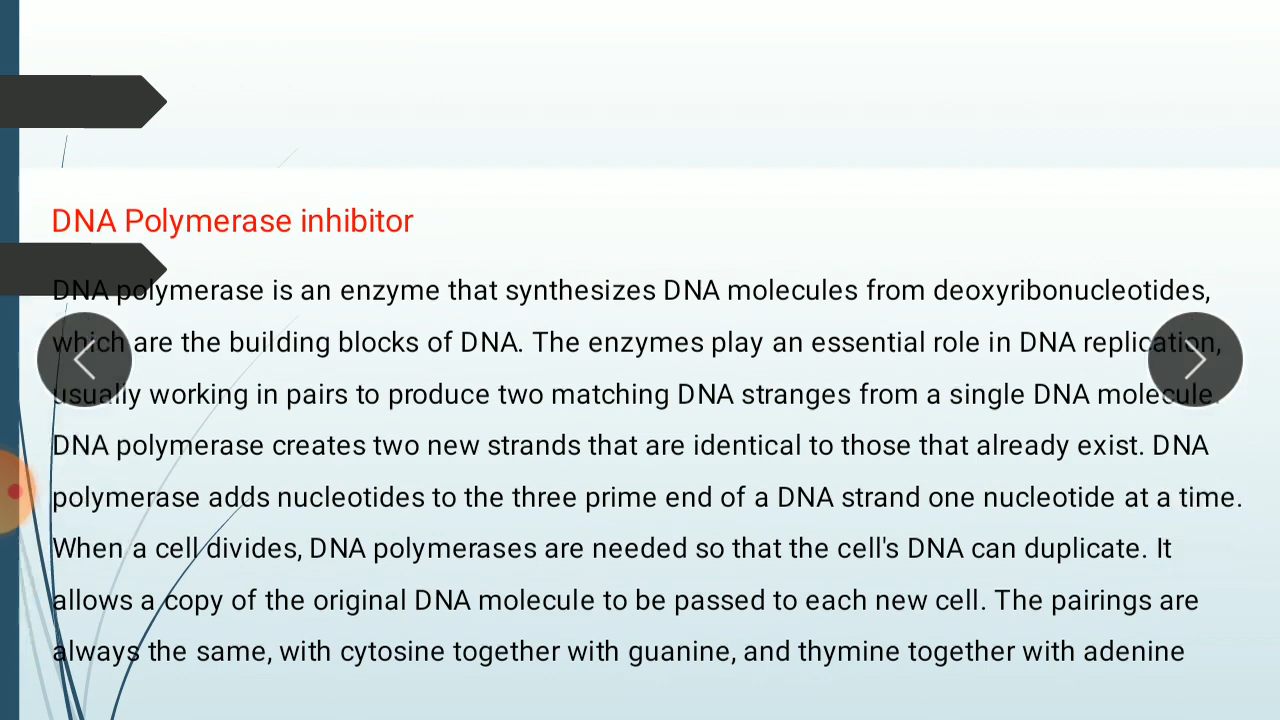 DNA Polymerase inhibitor
DNA polymerase is an enzyme that synthesizes DNA molecules from deoxyribonucleotides,
which are the building blocks of DNA. The enzymes play an essential role in DNA replication,
usually working in pairs to produce two matching DNA stranges from a single DNA molecule.
DNA polymerase creates two new strands that are identical to those that already exist. DNA
polymerase adds nucleotides to the three prime end of a DNA strand one nucleotide at a time.
When a cell divides, DNA polymerases are needed so that the cell's DNA can duplicate. It
allows a copy of the original DNA molecule to be passed to each new cell. The pairings are
always the same, with cytosine together with guanine, and thymine together with adenine